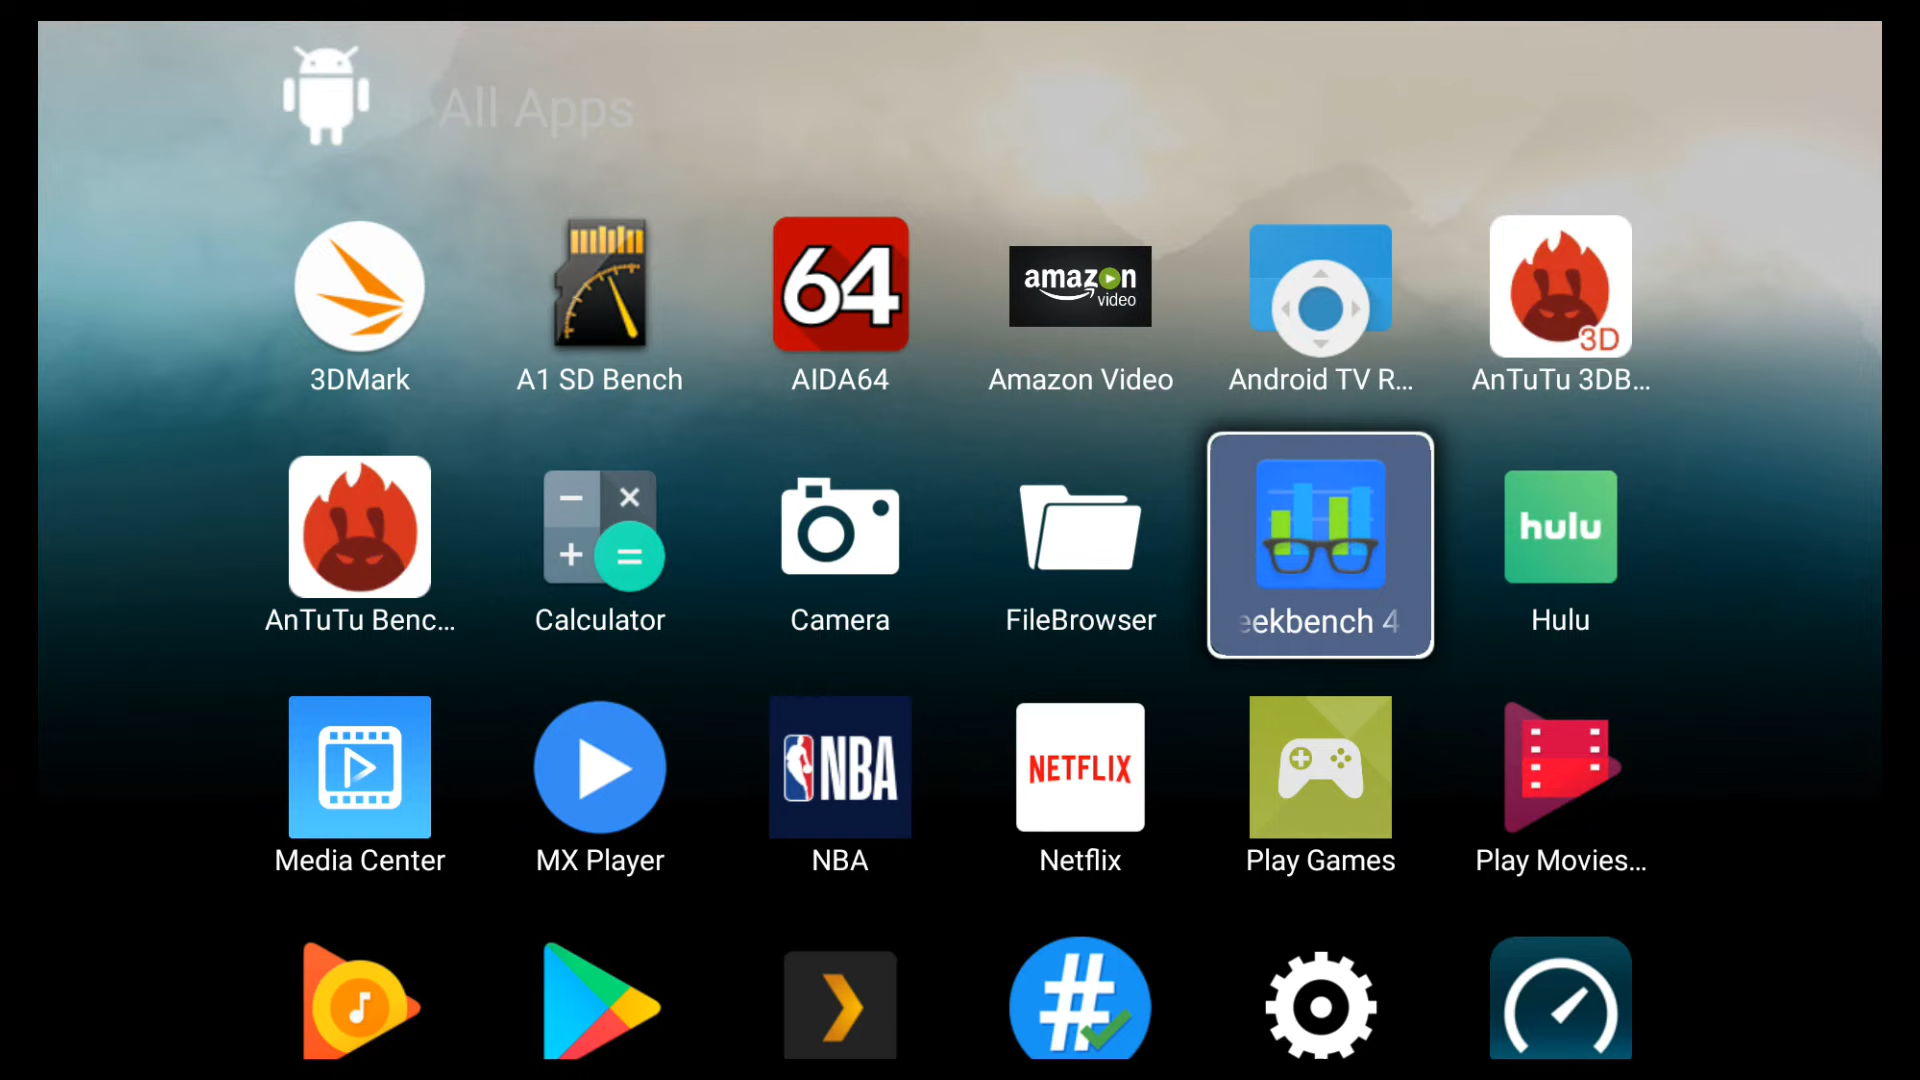 All Apps
64
amazon
video
3D
3DMark
A1 SD Bench
AIDA64
Amazon Video
Android TV R...
AnTuTu 3DB...
hulu
AnTuTu Benc...
Calculator
Camera
FileBrowser
eekbench 4
Hulu
NBA
NETFLIX
Media Center
MX Player
NBA
Netflix
Play Games
Play Movies...
#